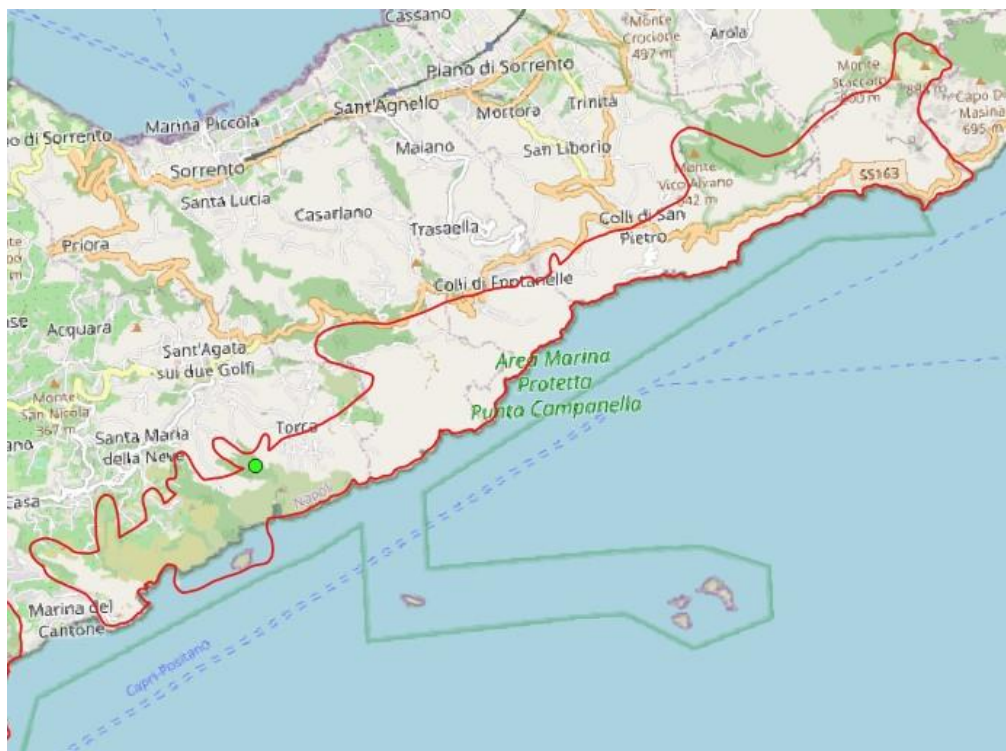 Cassano
Monte
Crocione
497 m
Arola
Piano di Sorrento
Monte
Staccato
Sant'Agnello
Mortora
Trinità
Capo D
Masina
695 m
Marina Piccola
po di Sorrento
Maiano
San Liborio
Sorrento
Monte
Vico Alvano
SS163
Santa Lucia
Casarlano
Colli di San
Pietro
Trasaella
Priora
Colli di Fontanelle
Acquara
Sant'Agata
sui due Golfi
Area Marina
Protetta
Punta Campanella
Monte
San Nicola
367 m
Santa Maria
della Neve
Torca
ana
Casa
Napoli
Marina del
Cantone
Capri-Positano